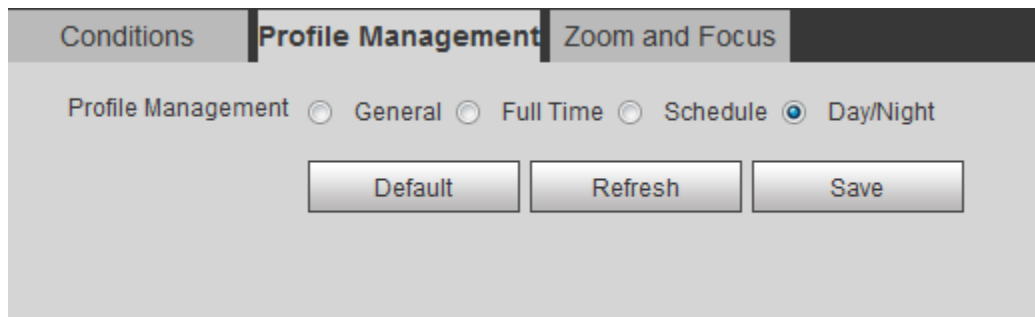 Conditions Profile Management Zoom and Focus
Profile Management General Full Time Schedule Day/Night
Default Refresh Save